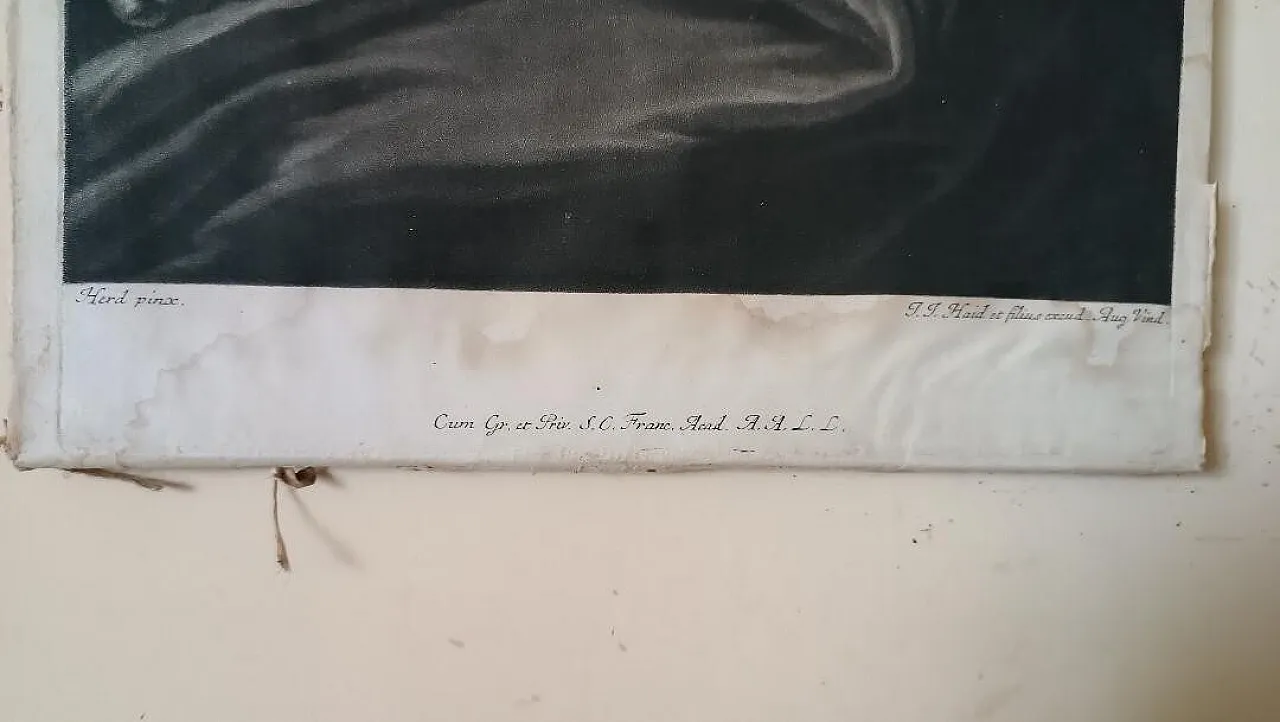 Herd pinx.
J. J. Haid et filius excud. Aug. Vind.
Cum Gr. et Priv. S. C. Franc. Acad. A. A. L. L.